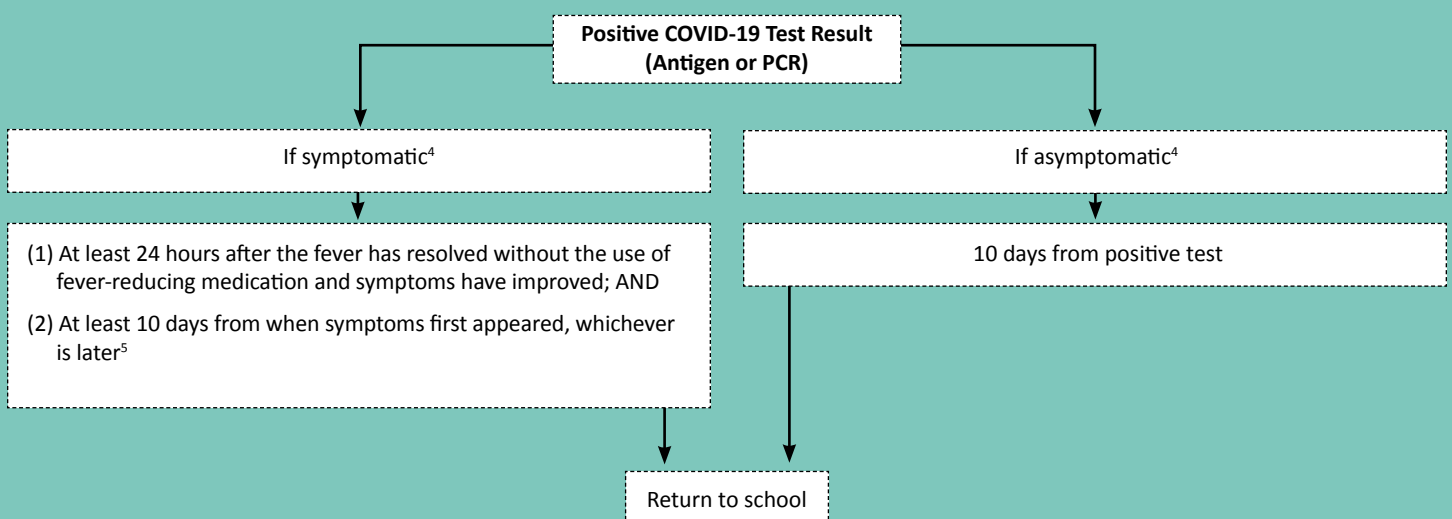 Positive COVID-19 Test Result
(Antigen or PCR)
If symptomatic⁴
If asymptomatic⁴
(1) At least 24 hours after the fever has resolved without the use of
fever-reducing medication and symptoms have improved; AND
(2) At least 10 days from when symptoms first appeared, whichever
is later⁵
10 days from positive test
Return to school